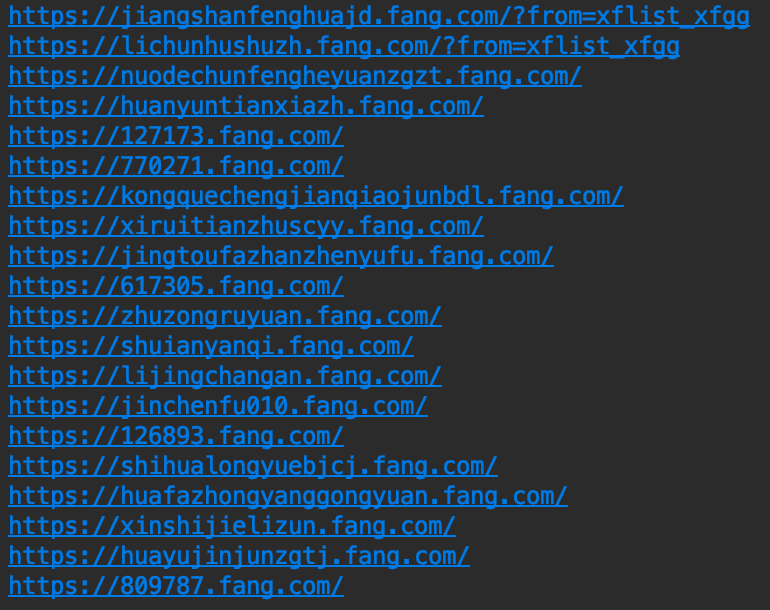 https://jiangshanfenghuajd.fang.com/?from=xflist_xfgg
https://lichunhushuzh.fang.com/?from=xflist_xfgg
https://nuodechunfengheyuanzgzt.fang.com/
https://huanyuntianxiazh.fang.com/
https://127173.fang.com/
https://770271.fang.com/
https://kongquechengjianqiaojunbdl.fang.com/
https://xiruitianzhuscyy.fang.com/
https://jingtoufazhanzhenyufu.fang.com/
https://617305.fang.com/
https://zhuzongruyuan.fang.com/
https://shuianyanqi.fang.com/
https://lijingchangan.fang.com/
https://jinchenfu010.fang.com/
https://126893.fang.com/
https://shihualongyuebjcj.fang.com/
https://huafazhongyanggongyuan.fang.com/
https://xinshijielizun.fang.com/
https://huayujinjunzgtj.fang.com/
https://809787.fang.com/